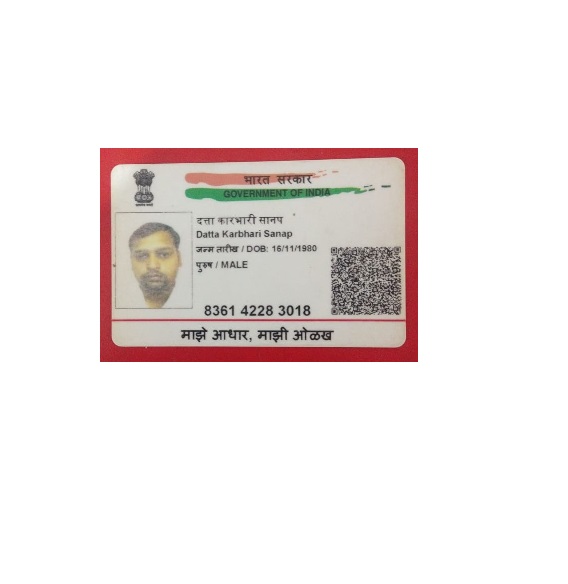 भारत सरकार
GOVERNMENT OF INDIA
दत्ता कारभारी सानप
Datta Karbhari Sanap
जन्म तारीख / DOB: 16/11/1980
पुरुष / MALE
8361 4228 3018
माझे आधार, माझी ओळख